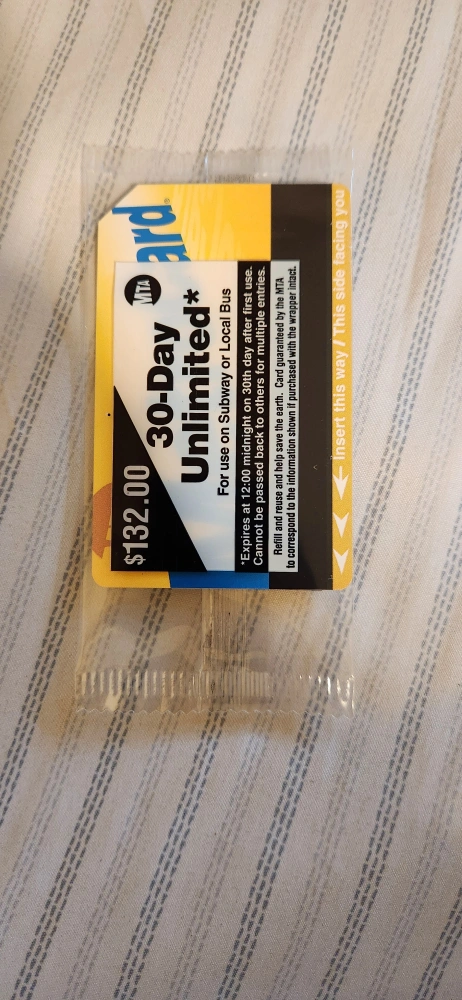 ard®
MTA
$132.00
30-Day
Unlimited*
For use on Subway or Local Bus
*Expires at 12:00 midnight on 30th day after first use.
Cannot be passed back to others for multiple entries.
Refill and reuse and help save the earth. Card guaranteed by the MTA
to correspond to the information shown if purchased with the wrapper intact.
Insert this way / This side facing you